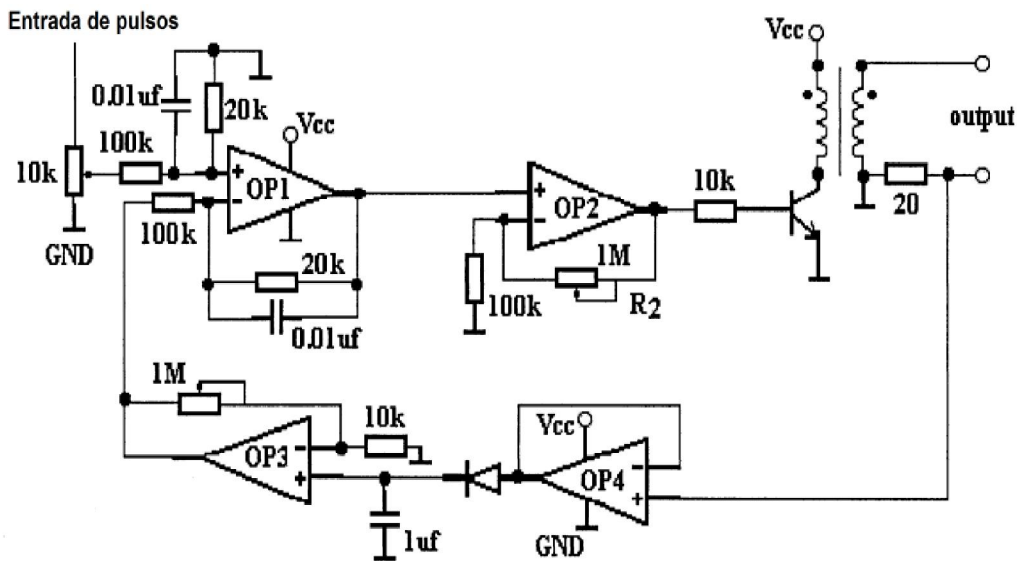 Entrada de pulsos
Vcc
0.01uf
20k
output
Vcc
100k
10k
OP1
OP2
10k
100k
GND
20
20k
1M
100k
R2
0.01uf
1M
10k
Vcc
OP3
OP4
1uf
GND